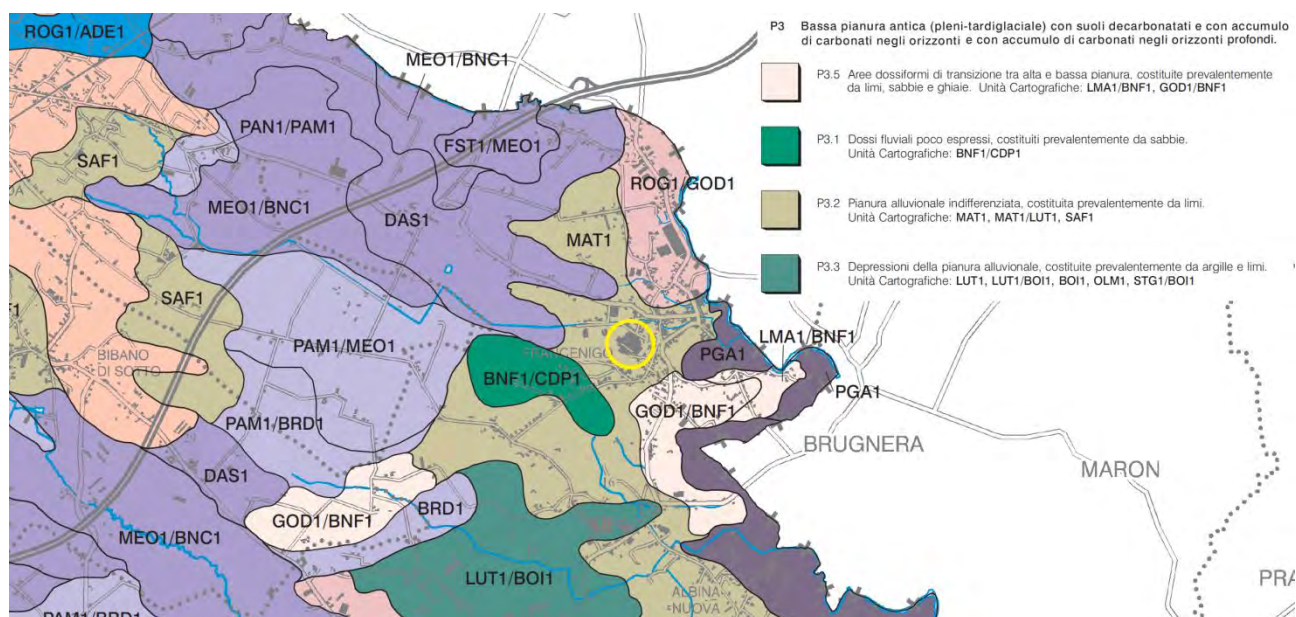 ROG1/ADE1
MEO1/BNC1
PAN1/PAM1
FST1/MEO1
SAF1
ROG1/GOD1
MEO1/BNC1
DAS1
MAT1
SAF1
PAM1/MEO1
FRANCENIGO
LMA1/BNF1
PGA1
BIBANO
DI SOTTO
BNF1/CDP1
PGA1
GOD1/BNF1
PAM1/BRD1
BRUGNERA
MARON
DAS1
16
BRD1
GOD1/BNF1
MEO1/BNC1
LUT1/BOI1
ALBINA
NUOVA
PRA
PAM1/BRD1
P3 Bassa pianura antica (pleni-tardiglaciale) con suoli decarbonatati e con accumulo
di carbonati negli orizzonti e con accumulo di carbonati negli orizzonti profondi.
P3.5 Aree dossiformi di transizione tra alta e bassa pianura, costituite prevalentemente
da limi, sabbie e ghiaie. Unità Cartografiche: LMA1/BNF1, GOD1/BNF1
P3.1 Dossi fluviali poco espressi, costituiti prevalentemente da sabbie.
Unità Cartografiche: BNF1/CDP1
P3.2 Pianura alluvionale indifferenziata, costituita prevalentemente da limi.
Unità Cartografiche: MAT1, MAT1/LUT1, SAF1
P3.3 Depressioni della pianura alluvionale, costituite prevalentemente da argille e limi.
Unità Cartografiche: LUT1, LUT1/BOI1, BOI1, OLM1, STG1/BOI1